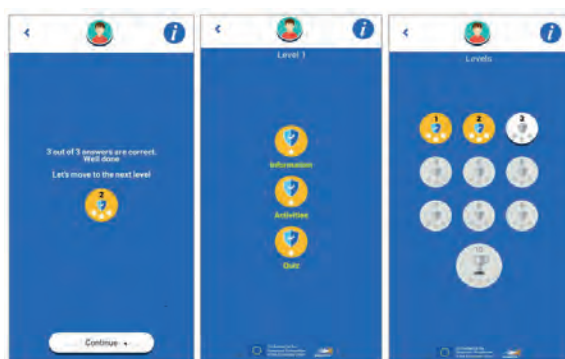 3 out of 3 answers are correct.
Well done
Let's move to the next level
2
Continue
Level 1
Information
Activities
Quiz
Levels
1
2
3
10